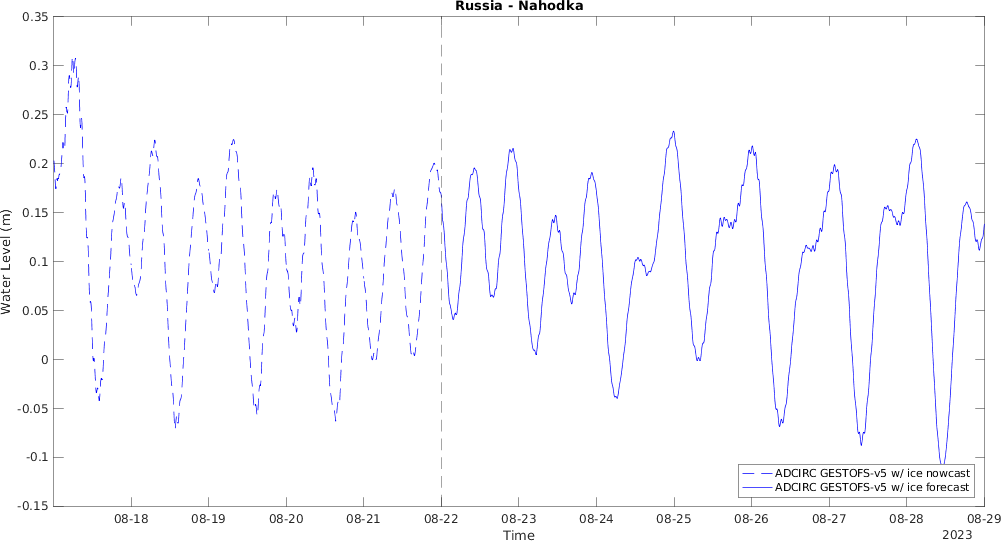 Russia - Nahodka
Water Level (m)
0.35
0.3
0.25
0.2
0.15
0.1
0.05
0
-0.05
-0.1
-0.15
ADCIRC GESTOFS-v5 w/ ice nowcast
ADCIRC GESTOFS-v5 w/ ice forecast
08-18 08-19 08-20 08-21 08-22 08-23 08-24 08-25 08-26 08-27 08-28 08-29
Time
2023